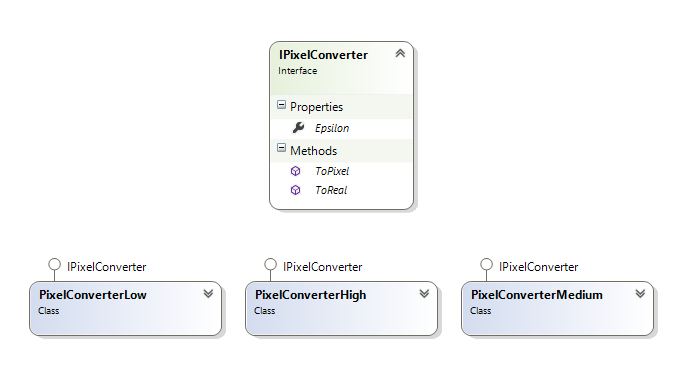 IPixelConverter
Interface
Properties
Epsilon
Methods
ToPixel
ToReal
IPixelConverter
IPixelConverter
IPixelConverter
PixelConverterLow
Class
PixelConverterHigh
Class
PixelConverterMedium
Class